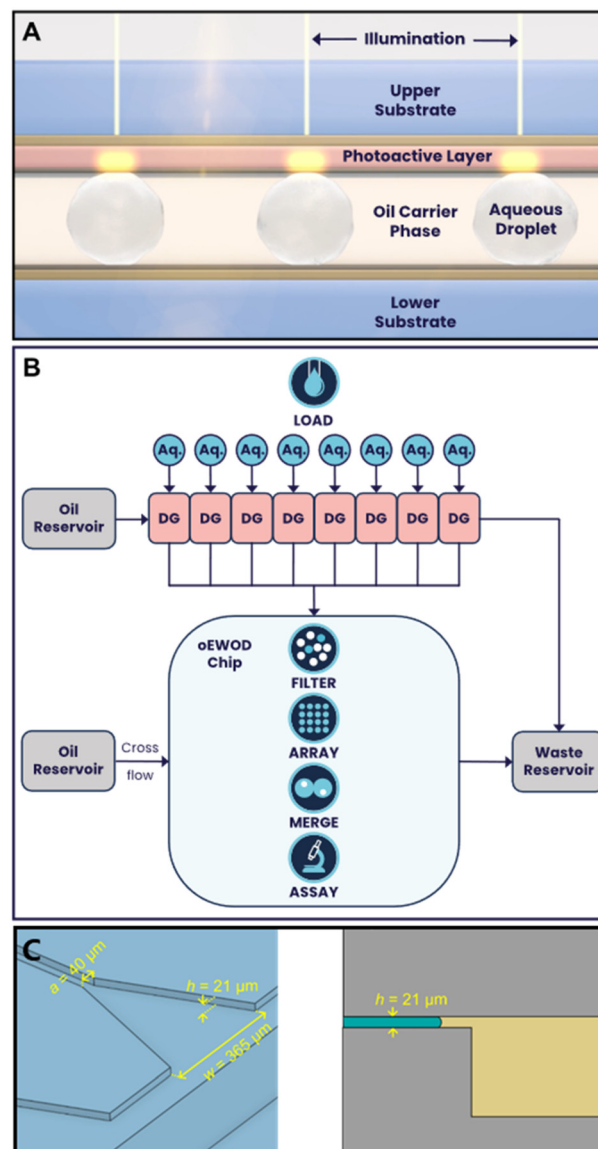 A
Illumination
Upper
Substrate
Photoactive Layer
Oil Carrier
Phase
Aqueous
Droplet
Lower
Substrate
B
LOAD
Aq. Aq. Aq. Aq. Aq. Aq. Aq. Aq.
Oil
Reservoir
DG DG DG DG DG DG DG DG
oEWOD
Chip
FILTER
ARRAY
MERGE
ASSAY
Oil
Reservoir
Cross
flow
Waste
Reservoir
C
a = 40 μm
h = 21 μm
w = 365 μm
h = 21 μm